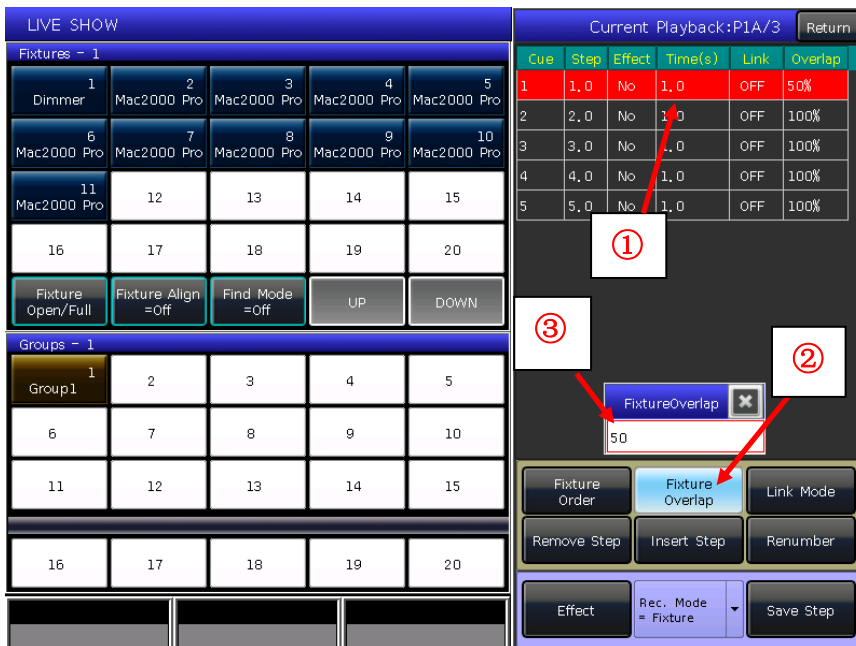 LIVE SHOW
Fixtures - 1
1 Dimmer
2 Mac2000 Pro
3 Mac2000 Pro
4 Mac2000 Pro
5 Mac2000 Pro
6 Mac2000 Pro
7 Mac2000 Pro
8 Mac2000 Pro
9 Mac2000 Pro
10 Mac2000 Pro
11 Mac2000 Pro
12 13 14 15
16 17 18 19 20
Fixture Open/Full
Fixture Align =Off
Find Mode =Off
UP
DOWN
Groups - 1
1 Group1
2 3 4 5
6 7 8 9 10
11 12 13 14 15
16 17 18 19 20
Current Playback:P1A/3 Return
Cue Step Effect Time(s) Link Overlap
1 1.0 No 1.0 OFF 50%
2 2.0 No 1.0 OFF 100%
3 3.0 No 1.0 OFF 100%
4 4.0 No 1.0 OFF 100%
5 5.0 No 1.0 OFF 100%
①
③
②
FixtureOverlap
50
Fixture Order
Fixture Overlap
Link Mode
Remove Step
Insert Step
Renumber
Effect
Rec. Mode
= Fixture
Save Step